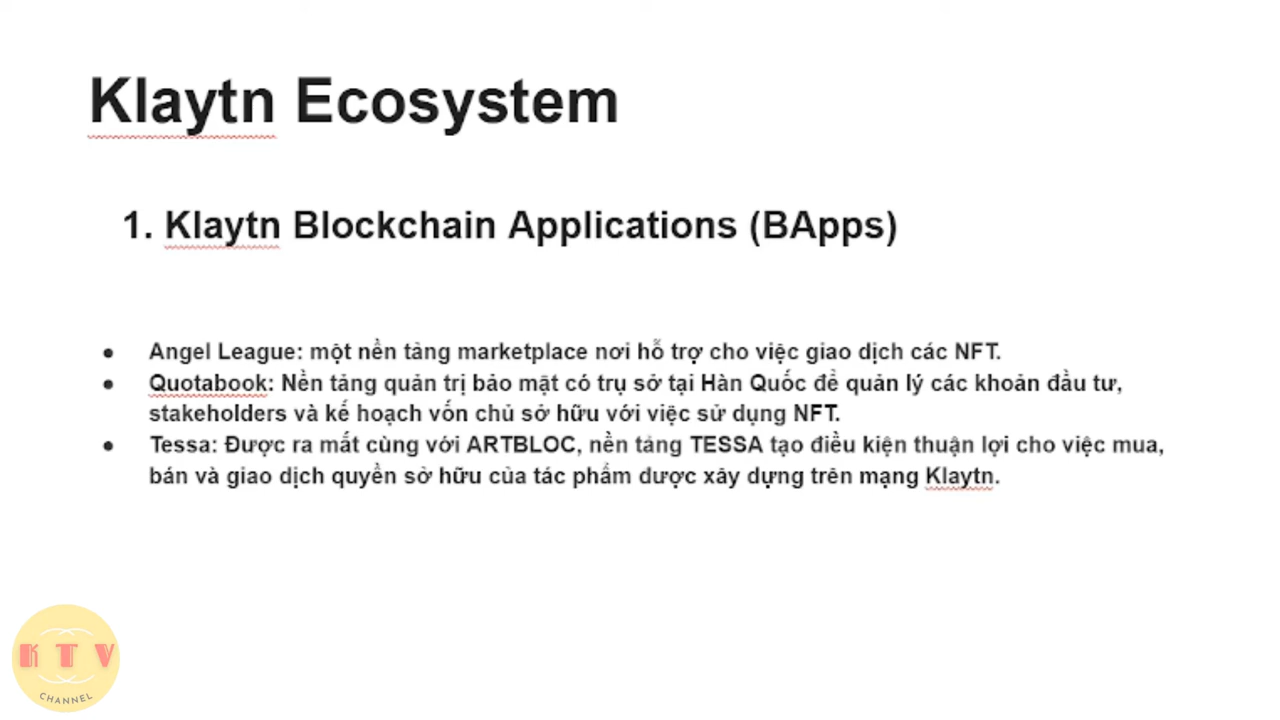 Klaytn Ecosystem
1. Klaytn Blockchain Applications (BApps)
● Angel League: một nền tảng marketplace nơi hỗ trợ cho việc giao dịch các NFT.
● Quotabook: Nền tảng quản trị bảo mật có trụ sở tại Hàn Quốc để quản lý các khoản đầu tư,
stakeholders và kế hoạch vốn chủ sở hữu với việc sử dụng NFT.
● Tessa: Được ra mắt cùng với ARTBLOC, nền tảng TESSA tạo điều kiện thuận lợi cho việc mua,
bán và giao dịch quyền sở hữu của tác phẩm được xây dựng trên mạng Klaytn.
KTV
CHANNEL